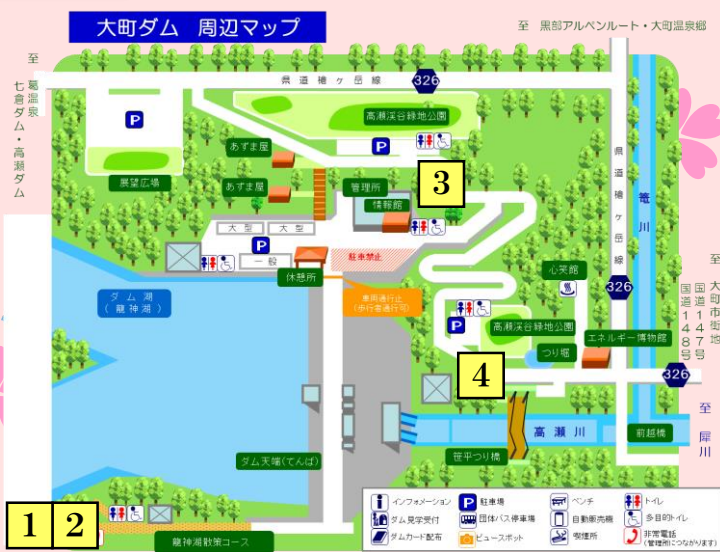 大町ダム 周辺マップ
至 黒部アルペンルート・大町温泉郷
至 葛温泉
七倉ダム・高瀬ダム
県道槍ヶ岳線
326
P
高瀬渓谷緑地公園
P
展望広場
あずま屋
あずま屋
管理所
情報館
3
県道槍ヶ岳線
篭川
大型
大型
P
一般
駐車禁止
休憩所
ダム湖
(龍神湖)
車両通行止
(歩行者通行可)
心笑館
326
至 大町市街地
国道147号
国道148号
P
高瀬渓谷緑地公園
つり堀
エネルギー博物館
4
326
至 犀川
高瀬川
前越橋
ダム天端(てんば)
笹平つり橋
1
2
龍神湖散策コース
インフォメーション
P 駐車場
ベンチ
トイレ
ダム見学受付
団体バス停車場
自動販売機
多目的トイレ
ダムカード配布
ビュースポット
喫煙所
非常電話
(管理所につながります)